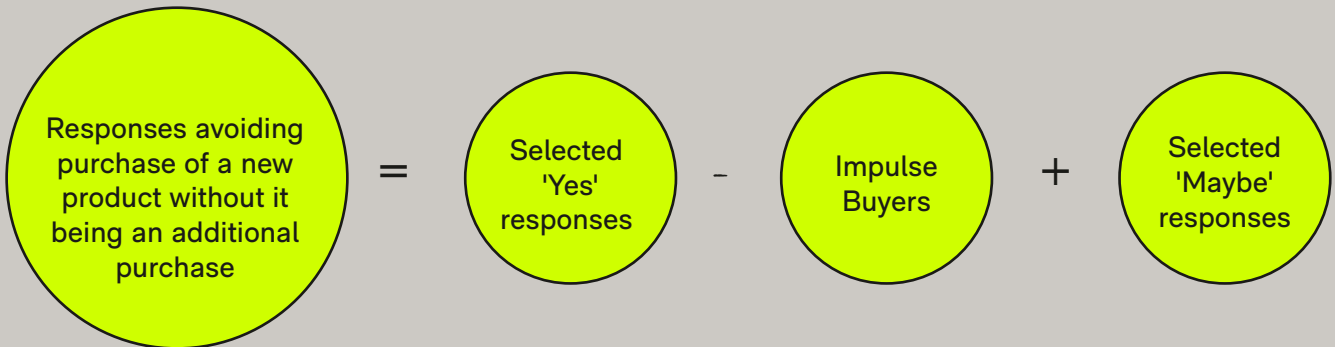 Responses avoiding
purchase of a new
product without it
being an additional
purchase
=
Selected
'Yes'
responses
-
Impulse
Buyers
+
Selected
'Maybe'
responses